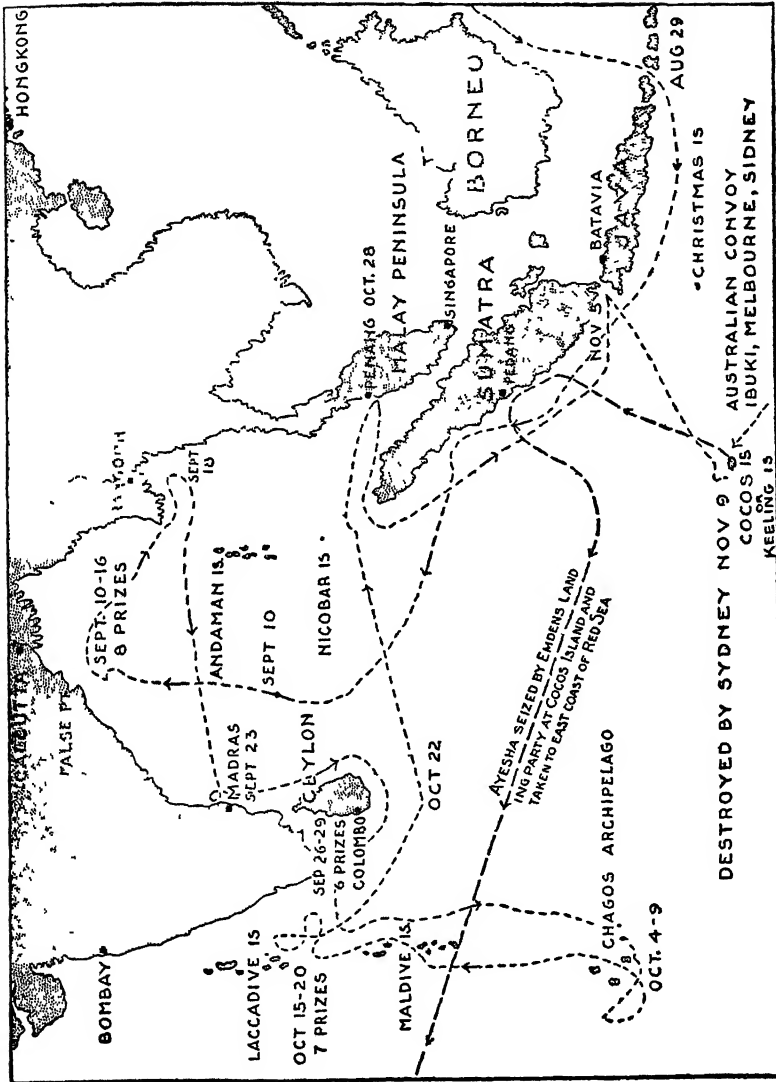 HONGKONG
CALCUTTA
FALSE PT
SEPT. 10-16
8 PRIZES
SEPT
18
BOMBAY
LACCADIVE IS
OCT 15-20
7 PRIZES
MADRAS
SEPT 23
CEYLON
SEP 26-29
6 PRIZES
COLOMBO
MALDIVE IS.
ANDAMAN IS.
SEPT 10
NICOBAR IS
OCT 22
PENANG OCT. 28
MALAY PENINSULA
SINGAPORE
SUMATRA
PEDANG
BORNEO
BATAVIA
JAVA
NOV 5
AUG 29
CHRISTMAS IS
AYESHA SEIZED BY EMDENS LAND
ING PARTY AT COCOS ISLAND AND
TAKEN TO EAST COAST OF RED SEA
CHAGOS ARCHIPELAGO
OCT. 4-9
DESTROYED BY SYDNEY NOV 9
COCOS IS
OR
KEELING IS
AUSTRALIAN CONVOY
IBUKI, MELBOURNE, SIDNEY